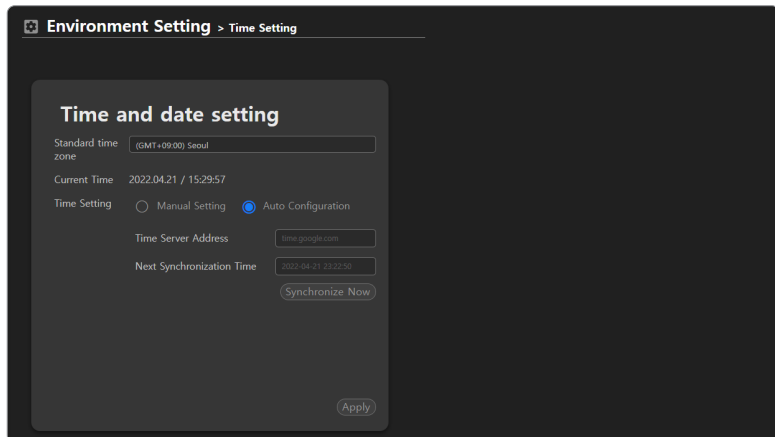 Environment Setting > Time Setting
Time and date setting
Standard time zone
(GMT+09:00) Seoul
Current Time 2022.04.21 / 15:29:57
Time Setting Manual Setting Auto Configuration
Time Server Address time.google.com
Next Synchronization Time 2022-04-21 23:22:50
Synchronize Now
Apply